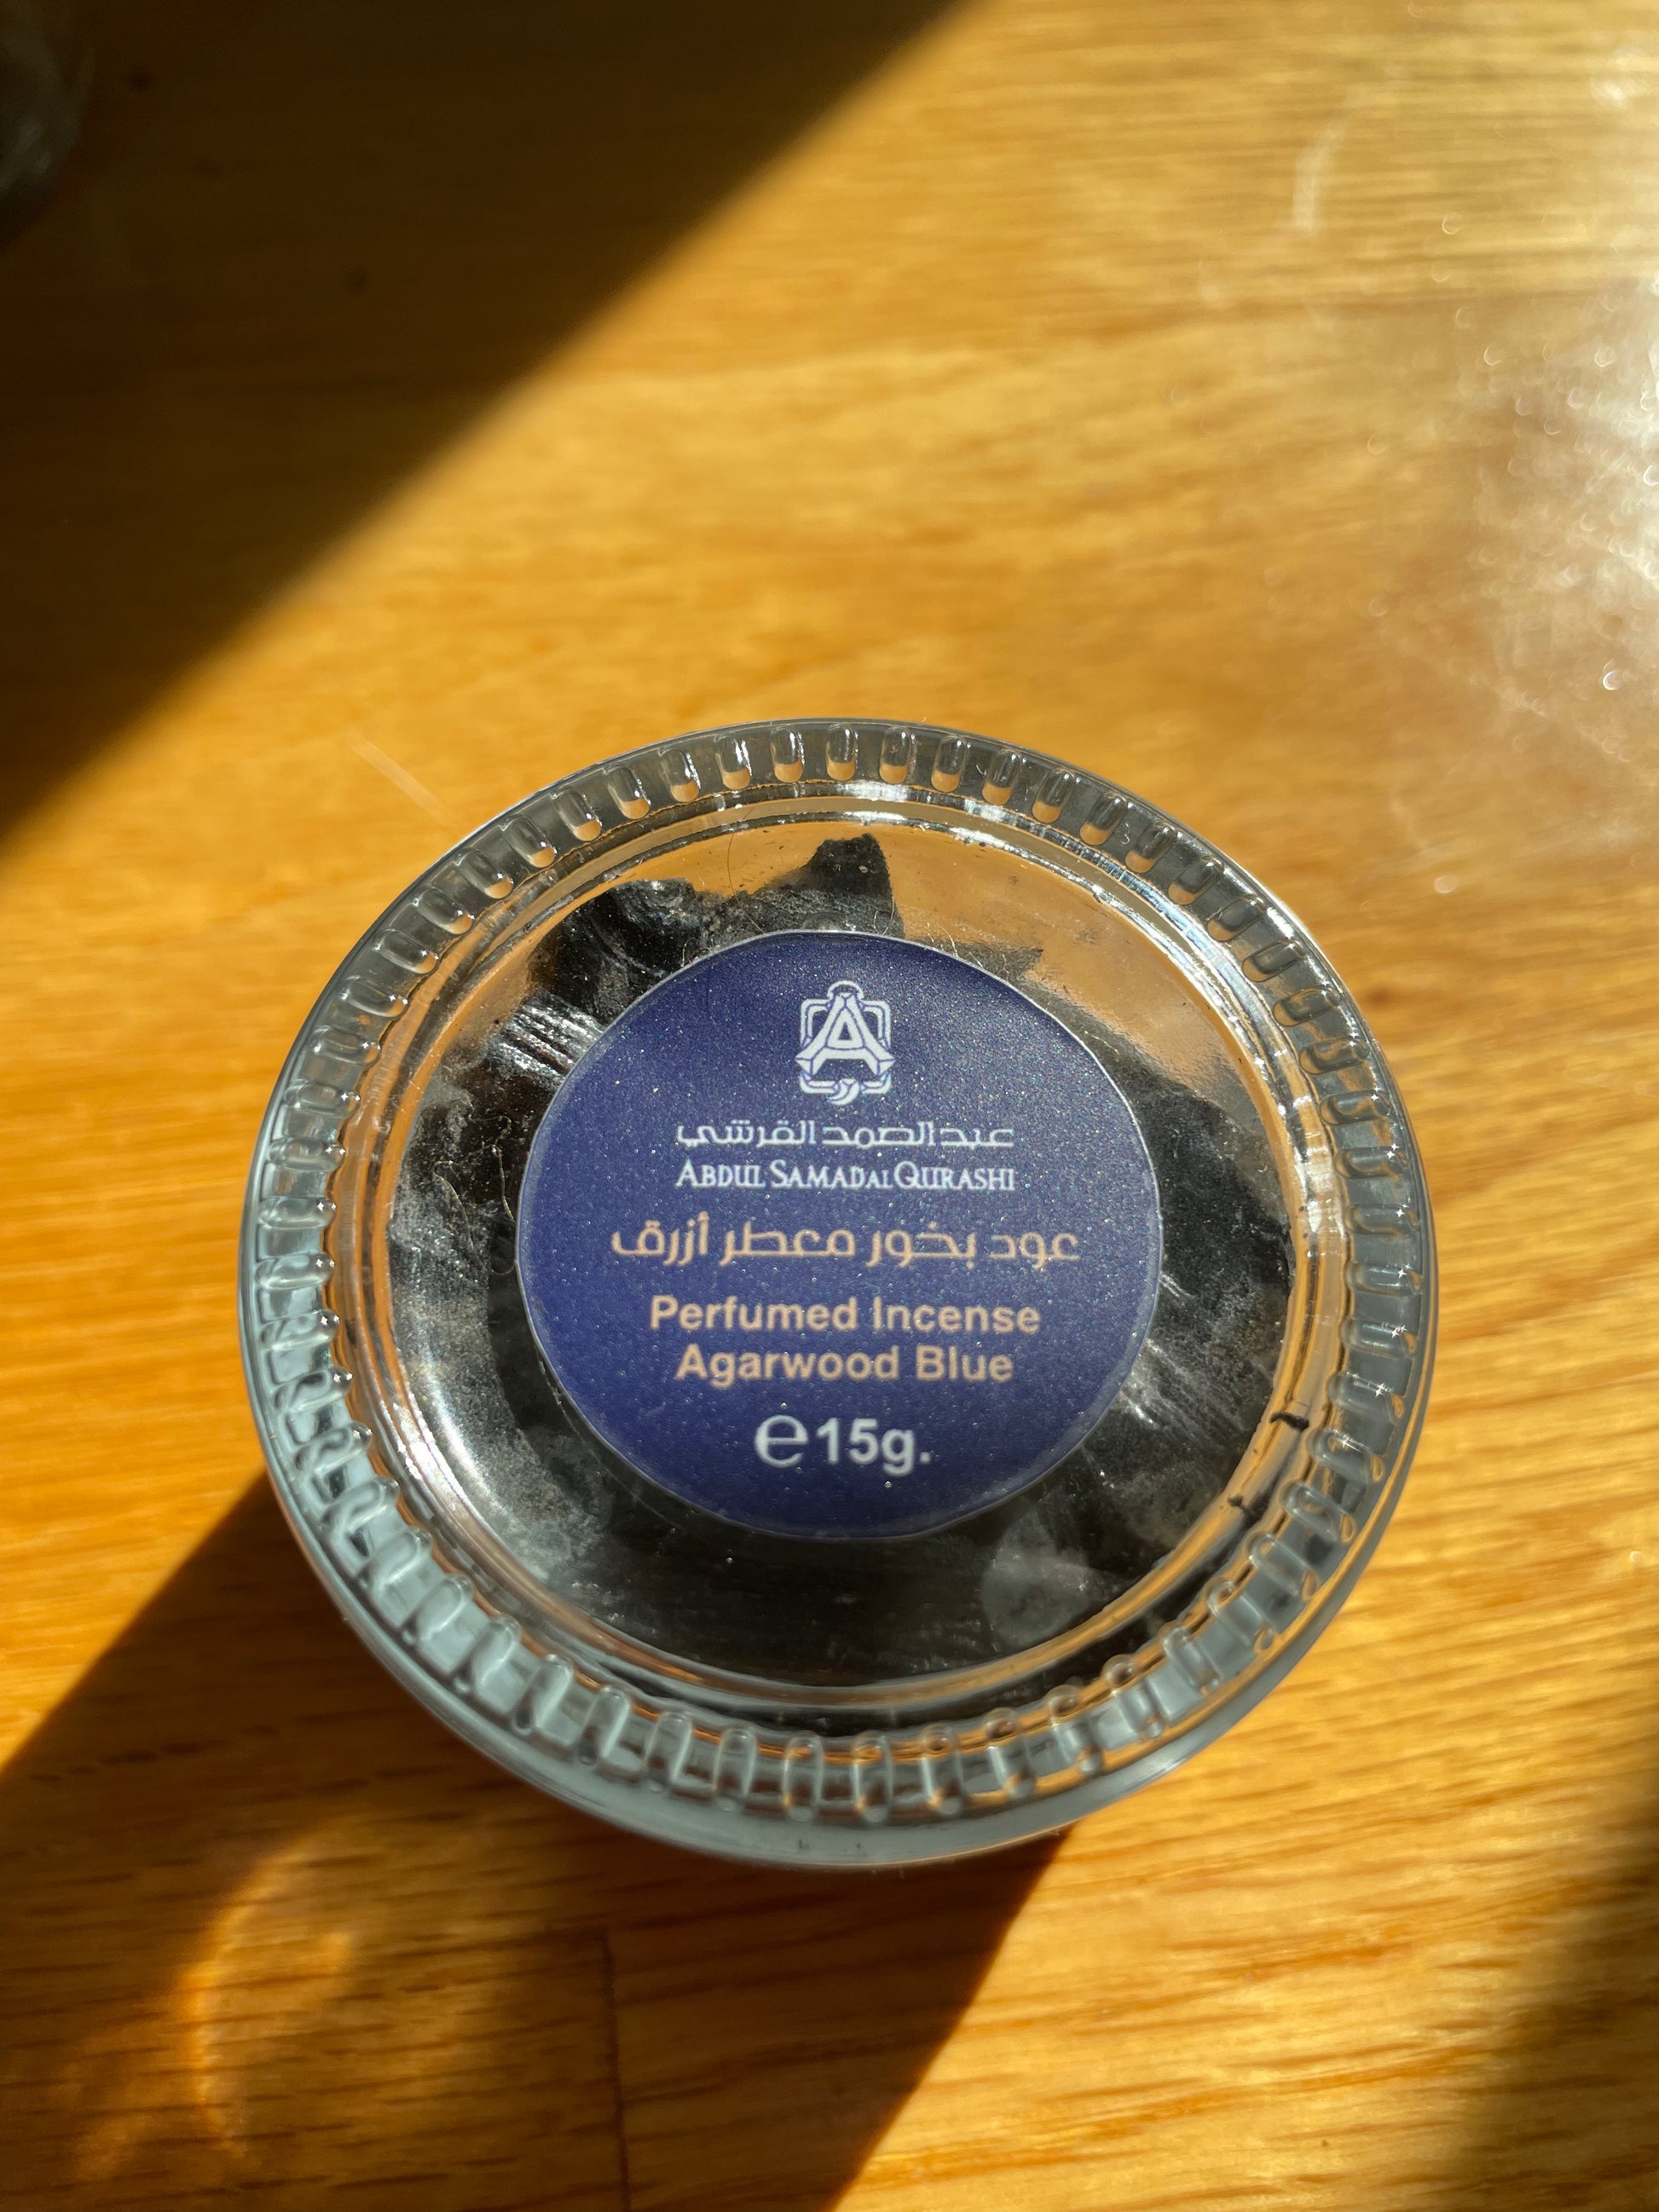 عبدالصمد القرشي
ABDUL SAMAD AL QURASHI
عود بخور معطر أزرق
Perfumed Incense
Agarwood Blue
℮15g.